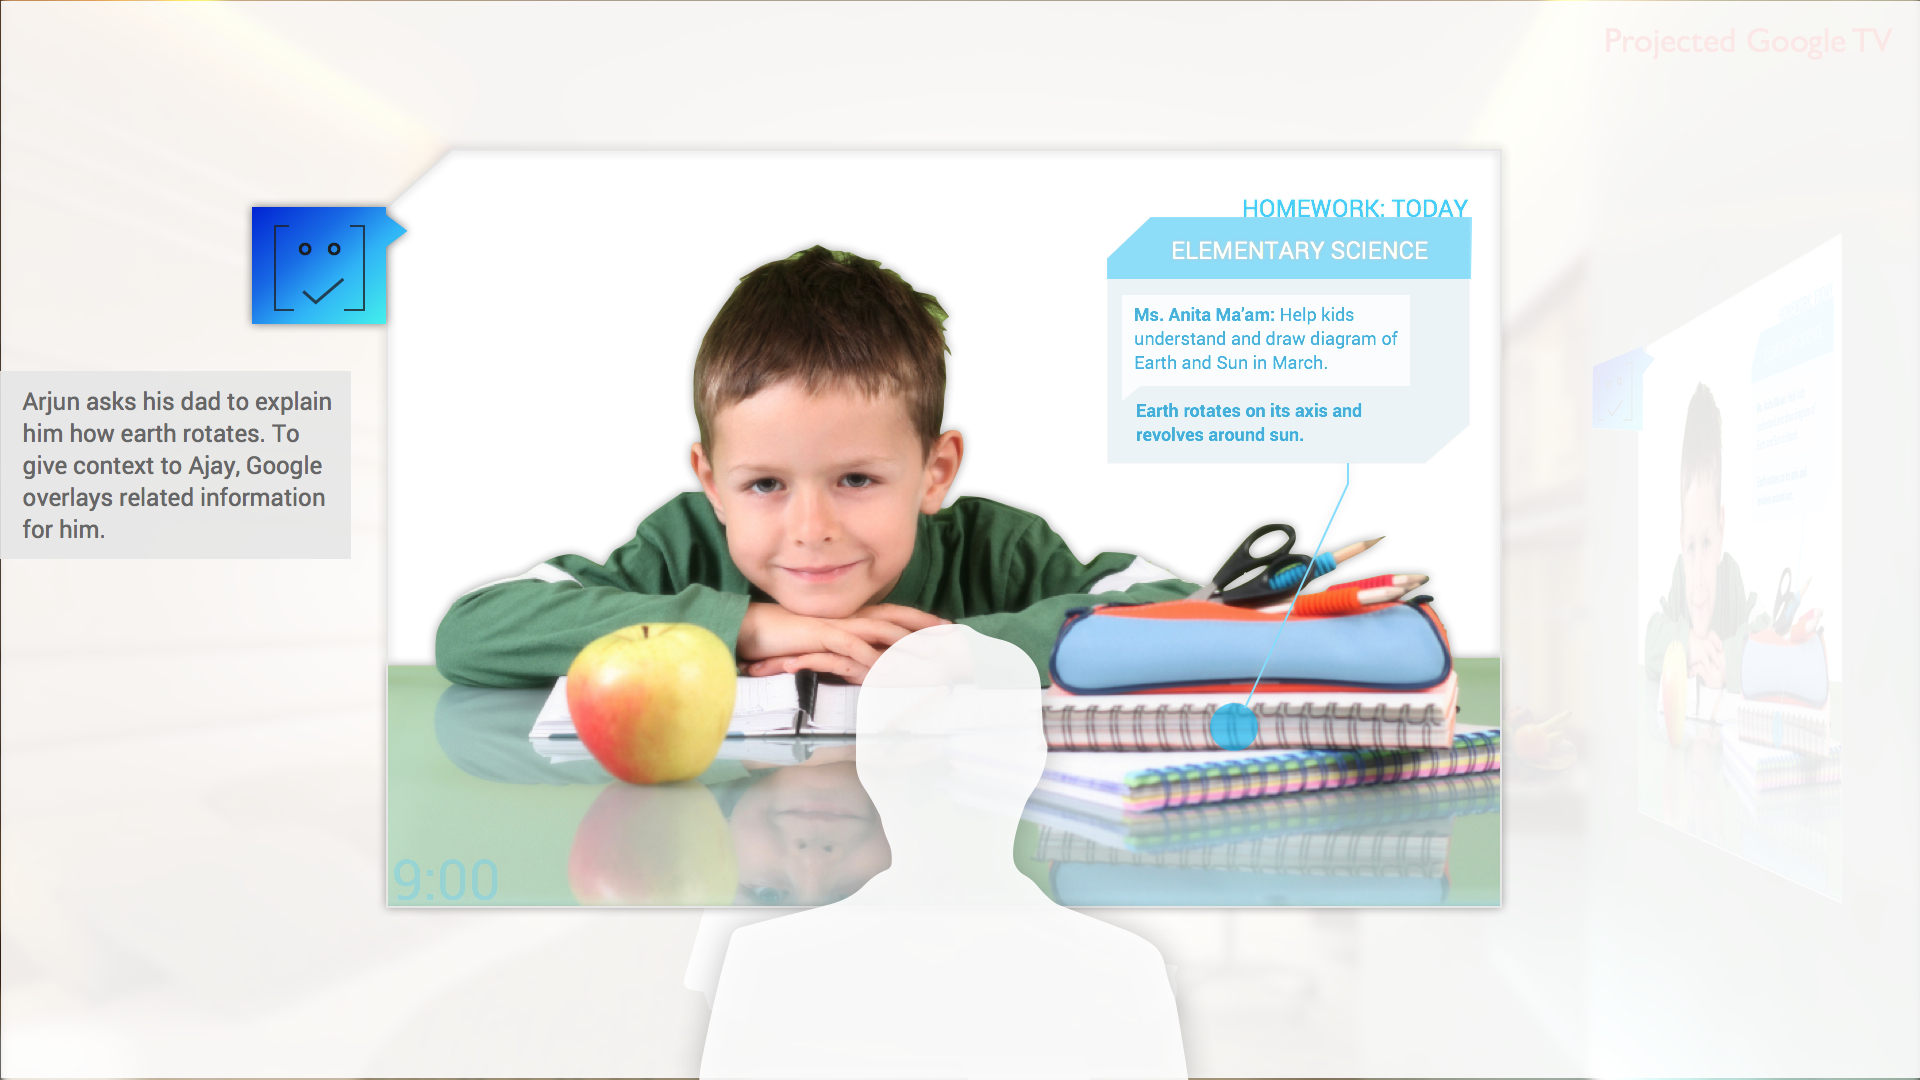 Projected Google TV
HOMEWORK: TODAY
ELEMENTARY SCIENCE
Ms. Anita Ma'am: Help kids
understand and draw diagram of
Earth and Sun in March.
Earth rotates on its axis and
revolves around sun.
Arjun asks his dad to explain
him how earth rotates. To
give context to Ajay, Google
overlays related information
for him.
9:00